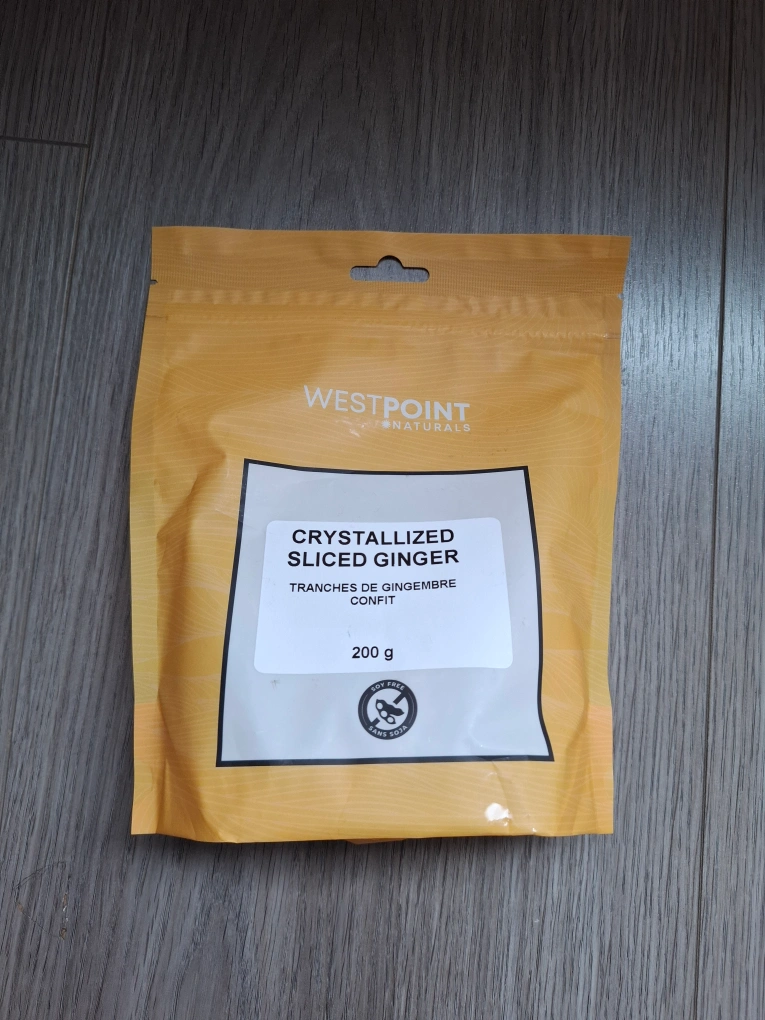 WESTPOINT
NATURALS
CRYSTALLIZED
SLICED GINGER
TRANCHES DE GINGEMBRE
CONFIT
200 g
SOY FREE
SANS SOJA